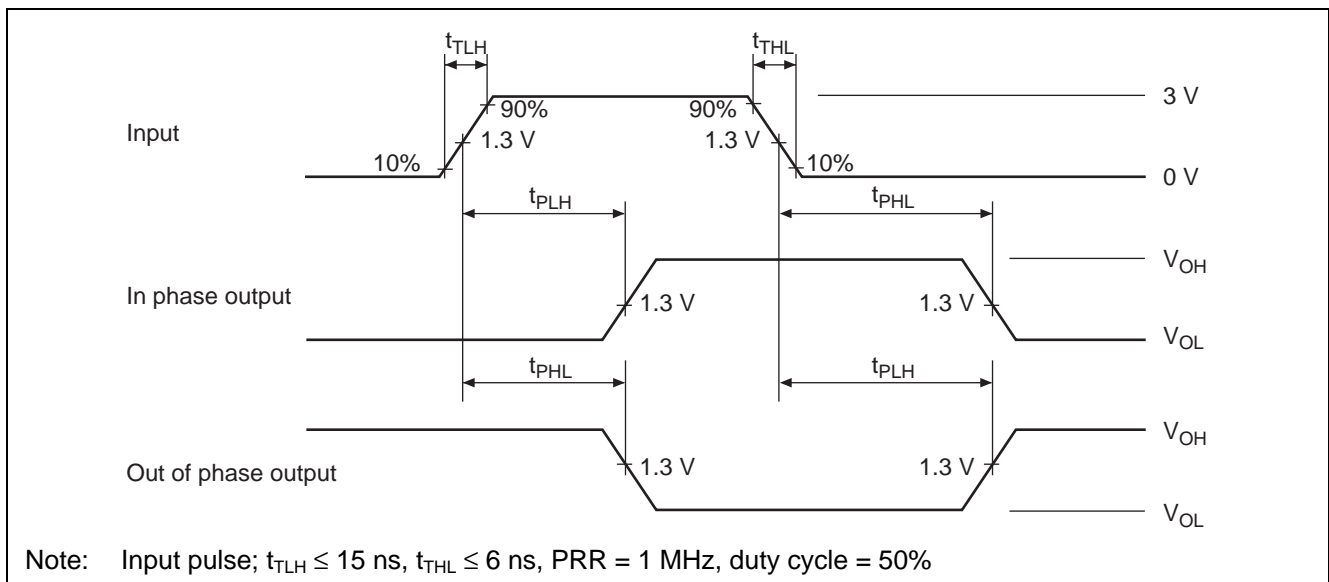 tTLH
tTHL
3 V
90%
90%
Input
1.3 V
1.3 V
10%
10%
0 V
tPLH
tPHL
VOH
In phase output
1.3 V
1.3 V
VOL
tPHL
tPLH
VOH
Out of phase output
1.3 V
1.3 V
VOL
Note: Input pulse; tTLH ≤ 15 ns, tTHL ≤ 6 ns, PRR = 1 MHz, duty cycle = 50%